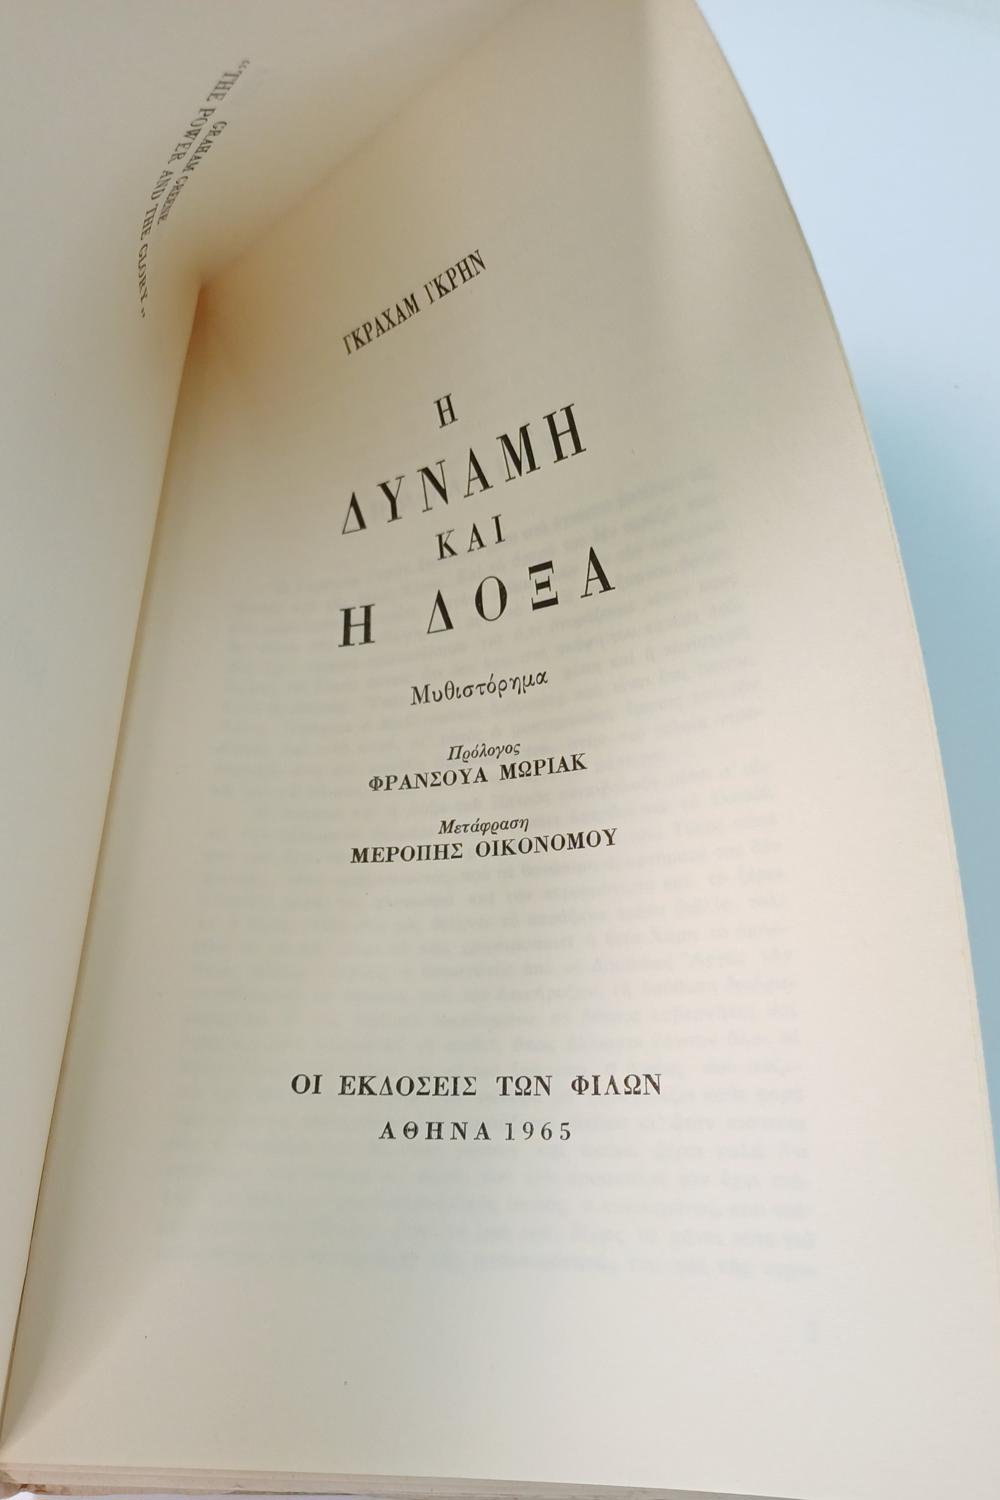 GRAHAM GREENE
“THE POWER AND THE GLORY”
ΓΚΡΑΧΑΜ ΓΚΡΗΝ
Η
ΔΥΝΑΜΗ
ΚΑΙ
Η ΔΟΞΑ
Μυθιστόρημα
Πρόλογος
ΦΡΑΝΣΟΥΑ ΜΩΡΙΑΚ
Μετάφραση
ΜΕΡΟΠΗΣ ΟΙΚΟΝΟΜΟΥ
ΟΙ ΕΚΔΟΣΕΙΣ ΤΩΝ ΦΙΛΩΝ
ΑΘΗΝΑ 1965